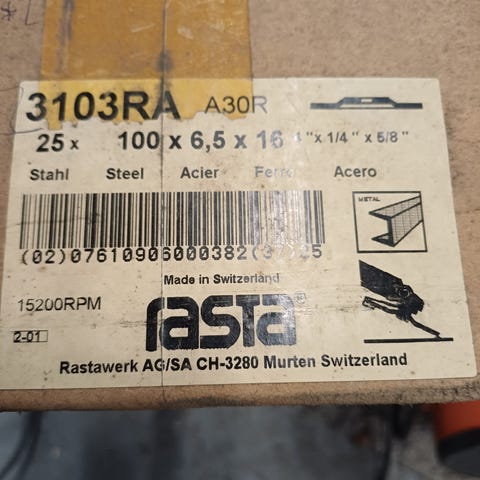 3103RA A30R
25 x 100 x 6,5 x 16 4"x 1/4" x 5/8"
Stahl Steel Acier Ferro Acero
METAL
(02)07610906000382(37)25
Made in Switzerland
15200RPM
rasta®
2-01
Rastawerk AG/SA CH-3280 Murten Switzerland